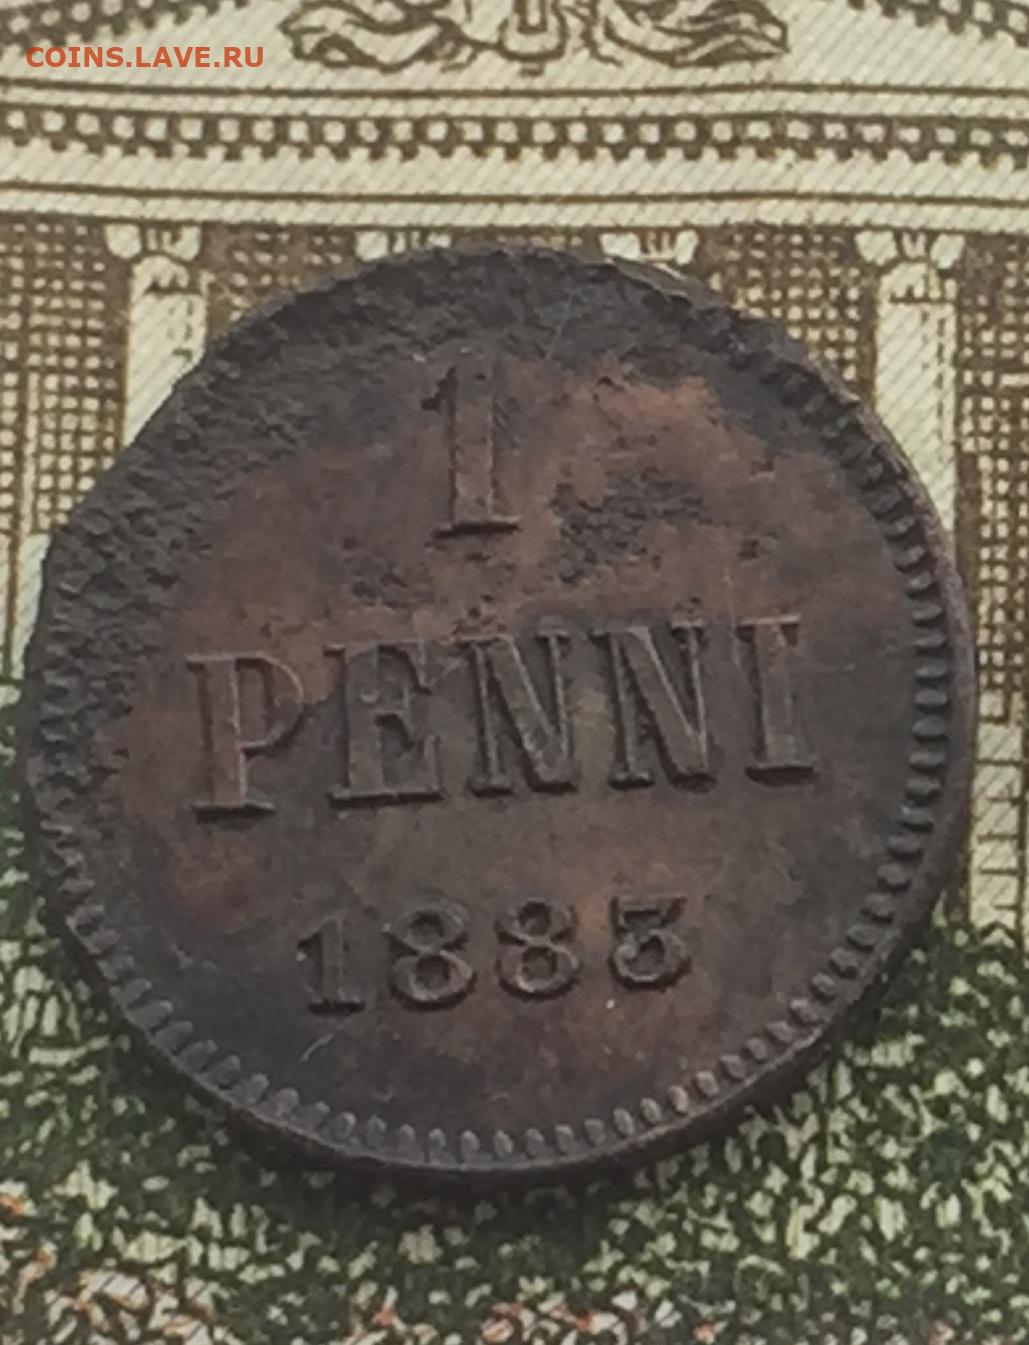 COINS.LAVE.RU
1
PENNI
1883